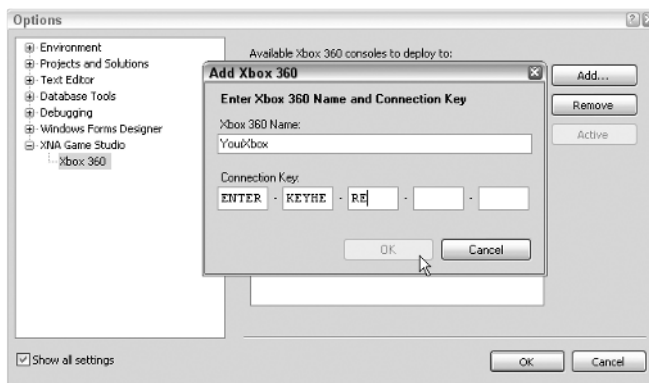 Options
Environment
Projects and Solutions
Text Editor
Database Tools
Debugging
Windows Forms Designer
XNA Game Studio
Xbox 360
Show all settings
Available Xbox 360 consoles to deploy to:
Add...
Remove
Active
Add Xbox 360
Enter Xbox 360 Name and Connection Key
Xbox 360 Name:
YouiXbox
Connection Key:
ENTER - KEYHE - RE - -
OK Cancel
OK Cancel